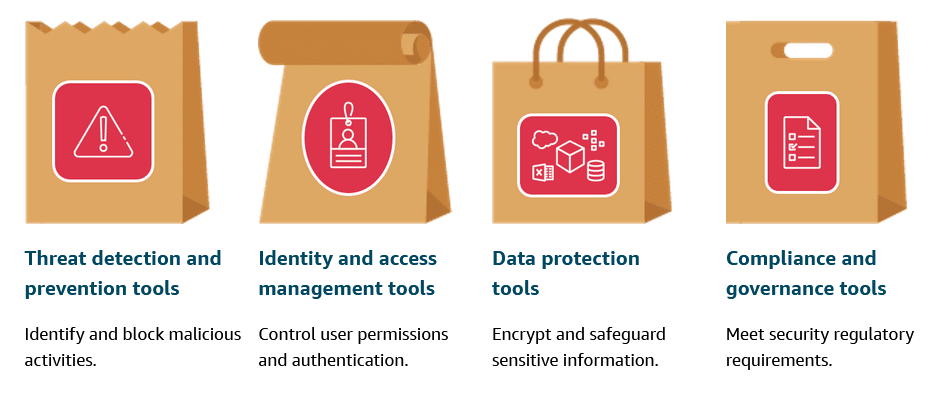 Threat detection and
prevention tools
Identify and block malicious
activities.
Identity and access
management tools
Control user permissions
and authentication.
Data protection
tools
Encrypt and safeguard
sensitive information.
Compliance and
governance tools
Meet security regulatory
requirements.